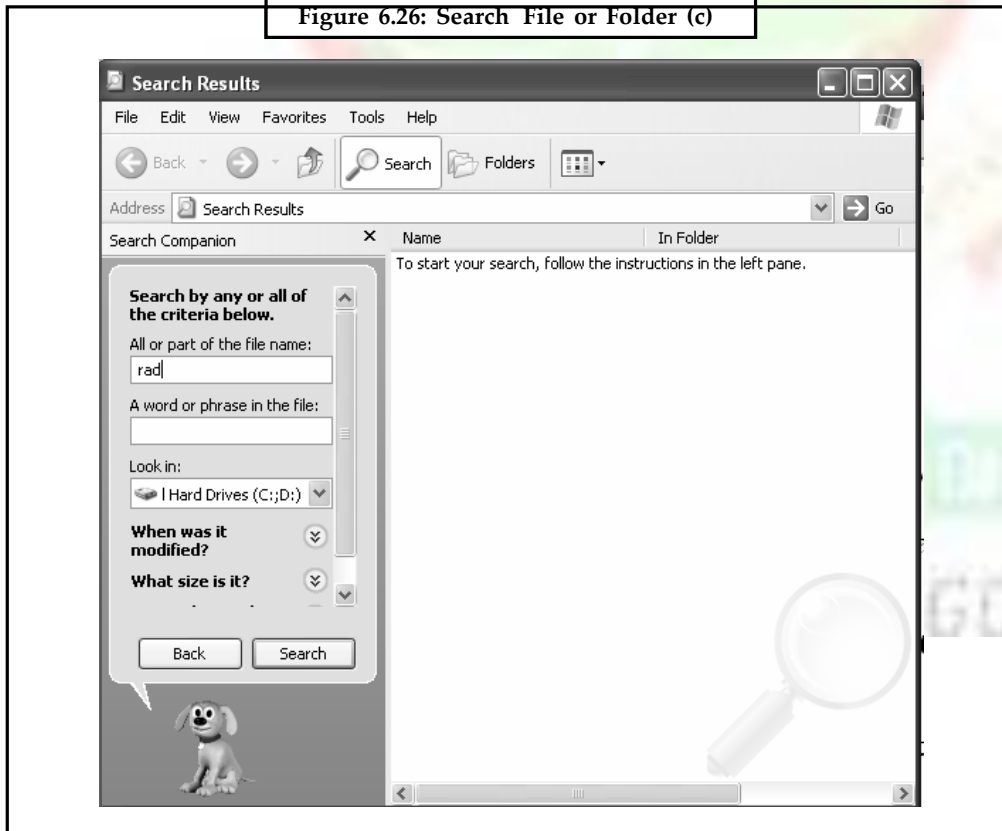 Figure 6.26: Search File or Folder (c)
Search Results
File Edit View Favorites Tools Help
Back Search Folders
Address Search Results Go
Search Companion
Name In Folder
To start your search, follow the instructions in the left pane.
Search by any or all of
the criteria below.
All or part of the file name:
rad
A word or phrase in the file:
Look in:
l Hard Drives (C:;D:)
When was it
modified?
What size is it?
Back Search